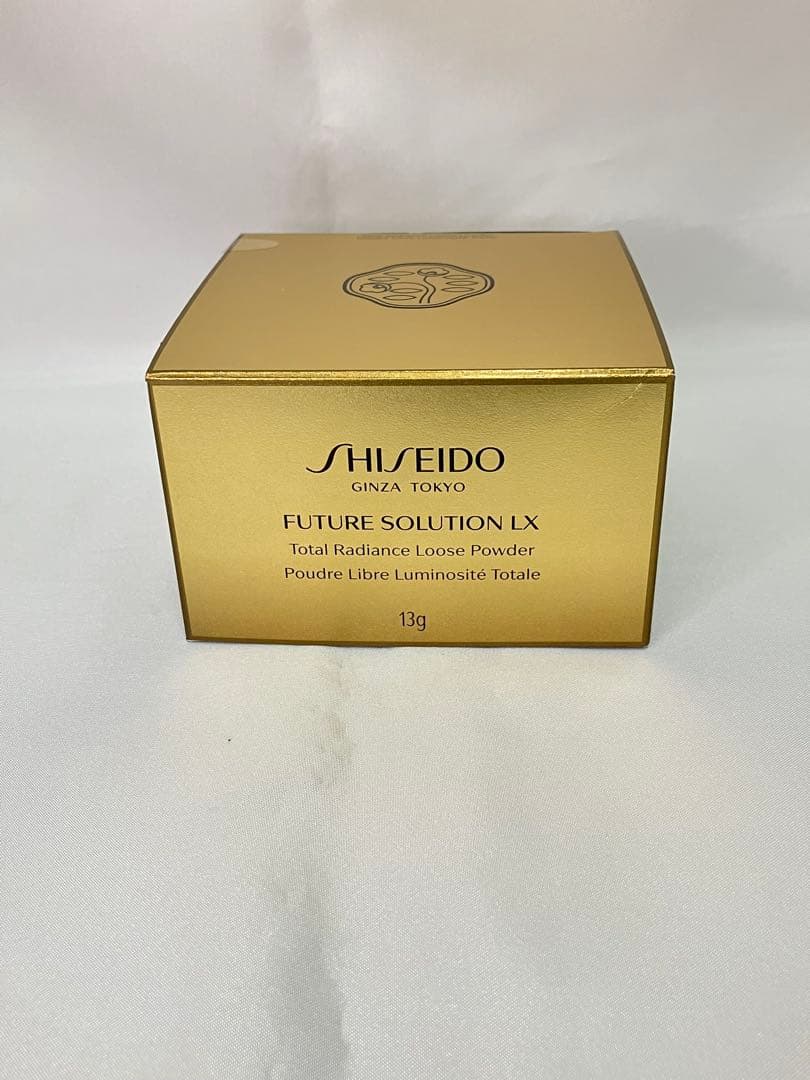 SHISEIDO
GINZA TOKYO
FUTURE SOLUTION LX
Total Radiance Loose Powder
Poudre Libre Luminosité Totale
13g